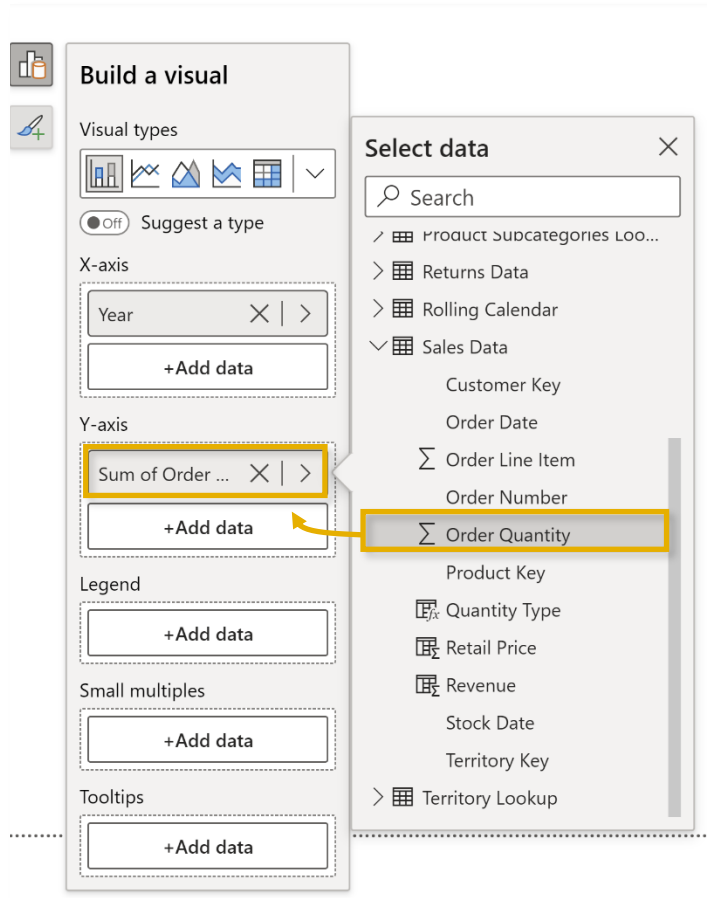 Build a visual
Visual types
Off Suggest a type
X-axis
Year
+Add data
Y-axis
Sum of Order ...
+Add data
Legend
+Add data
Small multiples
+Add data
Tooltips
+Add data
Select data
Search
Product Subcategories Loo...
Returns Data
Rolling Calendar
Sales Data
Customer Key
Order Date
Σ Order Line Item
Order Number
Σ Order Quantity
Product Key
fx Quantity Type
Σ Retail Price
Σ Revenue
Stock Date
Territory Key
Territory Lookup